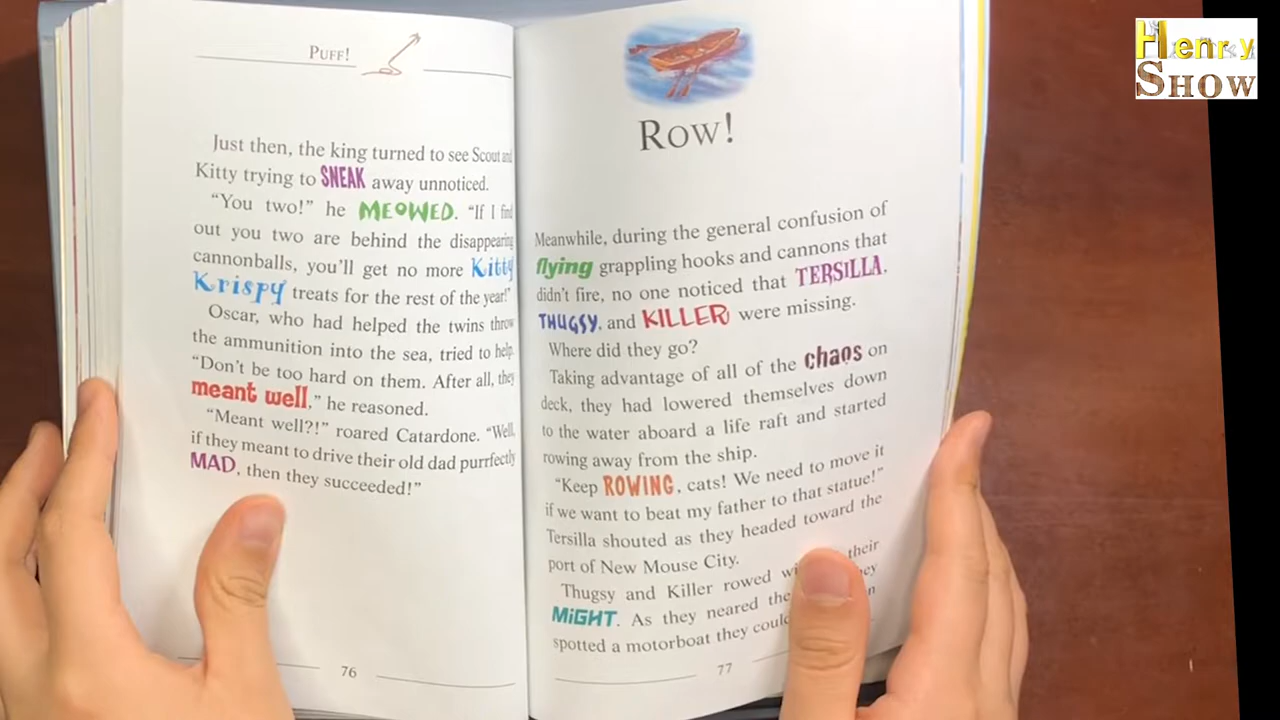 Henry
SHOW
PUFF!
Just then, the king turned to see Scout and
Kitty trying to SNEAK away unnoticed.
“You two!” he MEOWED. “If I find
out you two are behind the disappearing
cannonballs, you’ll get no more Kitty
Krispy treats for the rest of the year!”
Oscar, who had helped the twins throw
the ammunition into the sea, tried to help.
“Don’t be too hard on them. After all, they
meant well,” he reasoned.
“Meant well?!” roared Catardone. “Well,
if they meant to drive their old dad purrfectly
MAD, then they succeeded!”
76
ROW!
Meanwhile, during the general confusion of
flying grappling hooks and cannons that
didn’t fire, no one noticed that TERSILLA,
THUGSY, and KILLER were missing.
Where did they go?
Taking advantage of all of the chaos on
deck, they had lowered themselves down
to the water aboard a life raft and started
rowing away from the ship.
“Keep ROWING, cats! We need to move it
if we want to beat my father to that statue!”
Tersilla shouted as they headed toward the
port of New Mouse City.
Thugsy and Killer rowed their
MiGHT. As they neared the
spotted a motorboat they
77